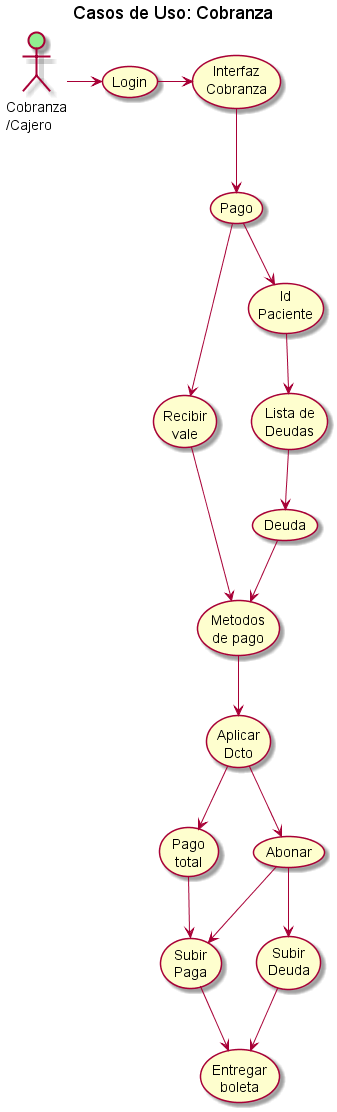 Casos de Uso: Cobranza
Cobranza
/Cajero
Login
Interfaz
Cobranza
Pago
Id
Paciente
Recibir
vale
Lista de
Deudas
Deuda
Metodos
de pago
Aplicar
Dcto
Pago
total
Abonar
Subir
Paga
Subir
Deuda
Entregar
boleta